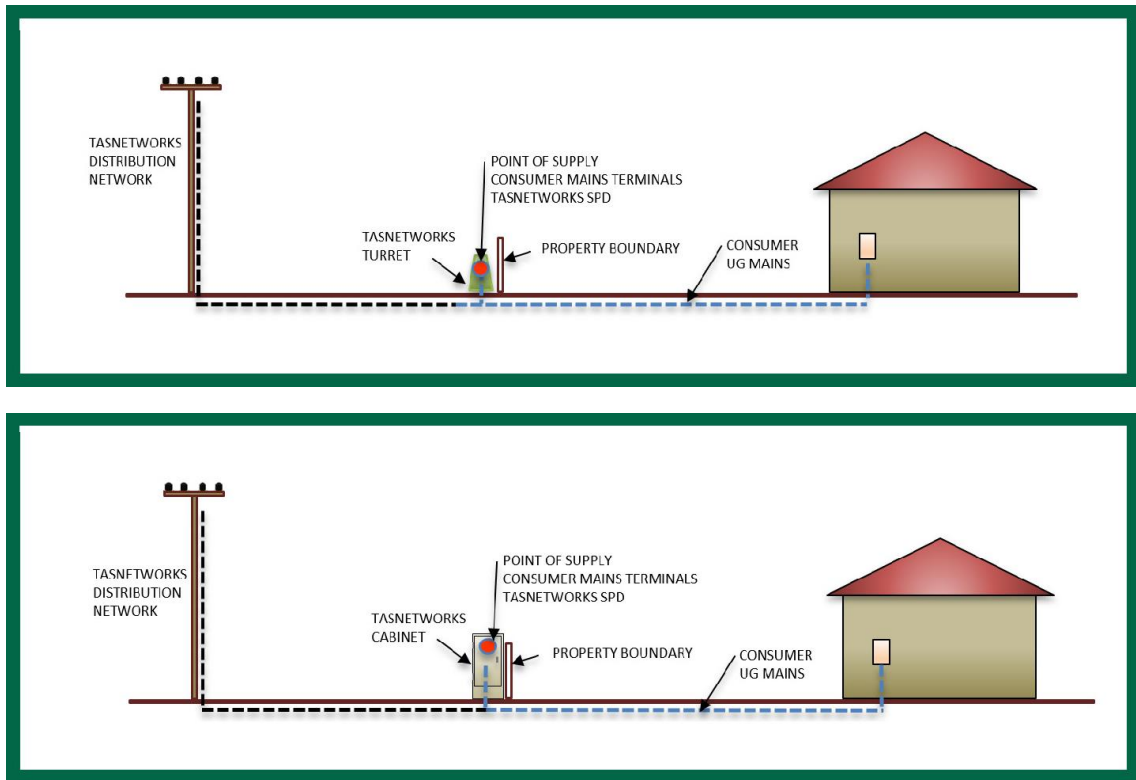 TASNETWORKS
DISTRIBUTION
NETWORK
POINT OF SUPPLY
CONSUMER MAINS TERMINALS
TASNETWORKS SPD
TASNETWORKS
TURRET
PROPERTY BOUNDARY
CONSUMER
UG MAINS
TASNETWORKS
DISTRIBUTION
NETWORK
POINT OF SUPPLY
CONSUMER MAINS TERMINALS
TASNETWORKS SPD
TASNETWORKS
CABINET
PROPERTY BOUNDARY
CONSUMER
UG MAINS